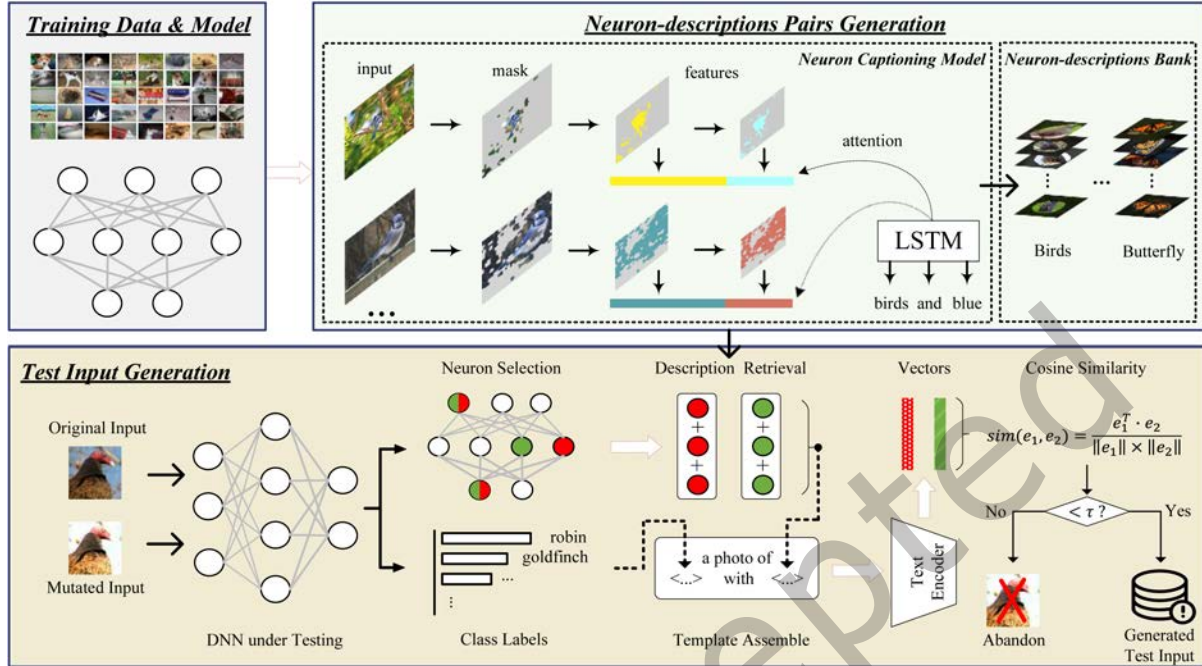 Training Data & Model
Neuron-descriptions Pairs Generation
Neuron Captioning Model
Neuron-descriptions Bank
input
mask
features
attention
LSTM
birds and blue
...
Birds
...
Butterfly
Test Input Generation
Original Input
Mutated Input
DNN under Testing
Neuron Selection
robin
goldfinch
...
Class Labels
Description Retrieval
+ +
+ +
a photo of
<...> with <...>
Template Assemble
Vectors
Text
Encoder
Cosine Similarity
sim(e₁, e₂) = e₁ᵀ · e₂ / ‖e₁‖ × ‖e₂‖
No
< τ ?
Yes
Abandon
Generated
Test Input
epted